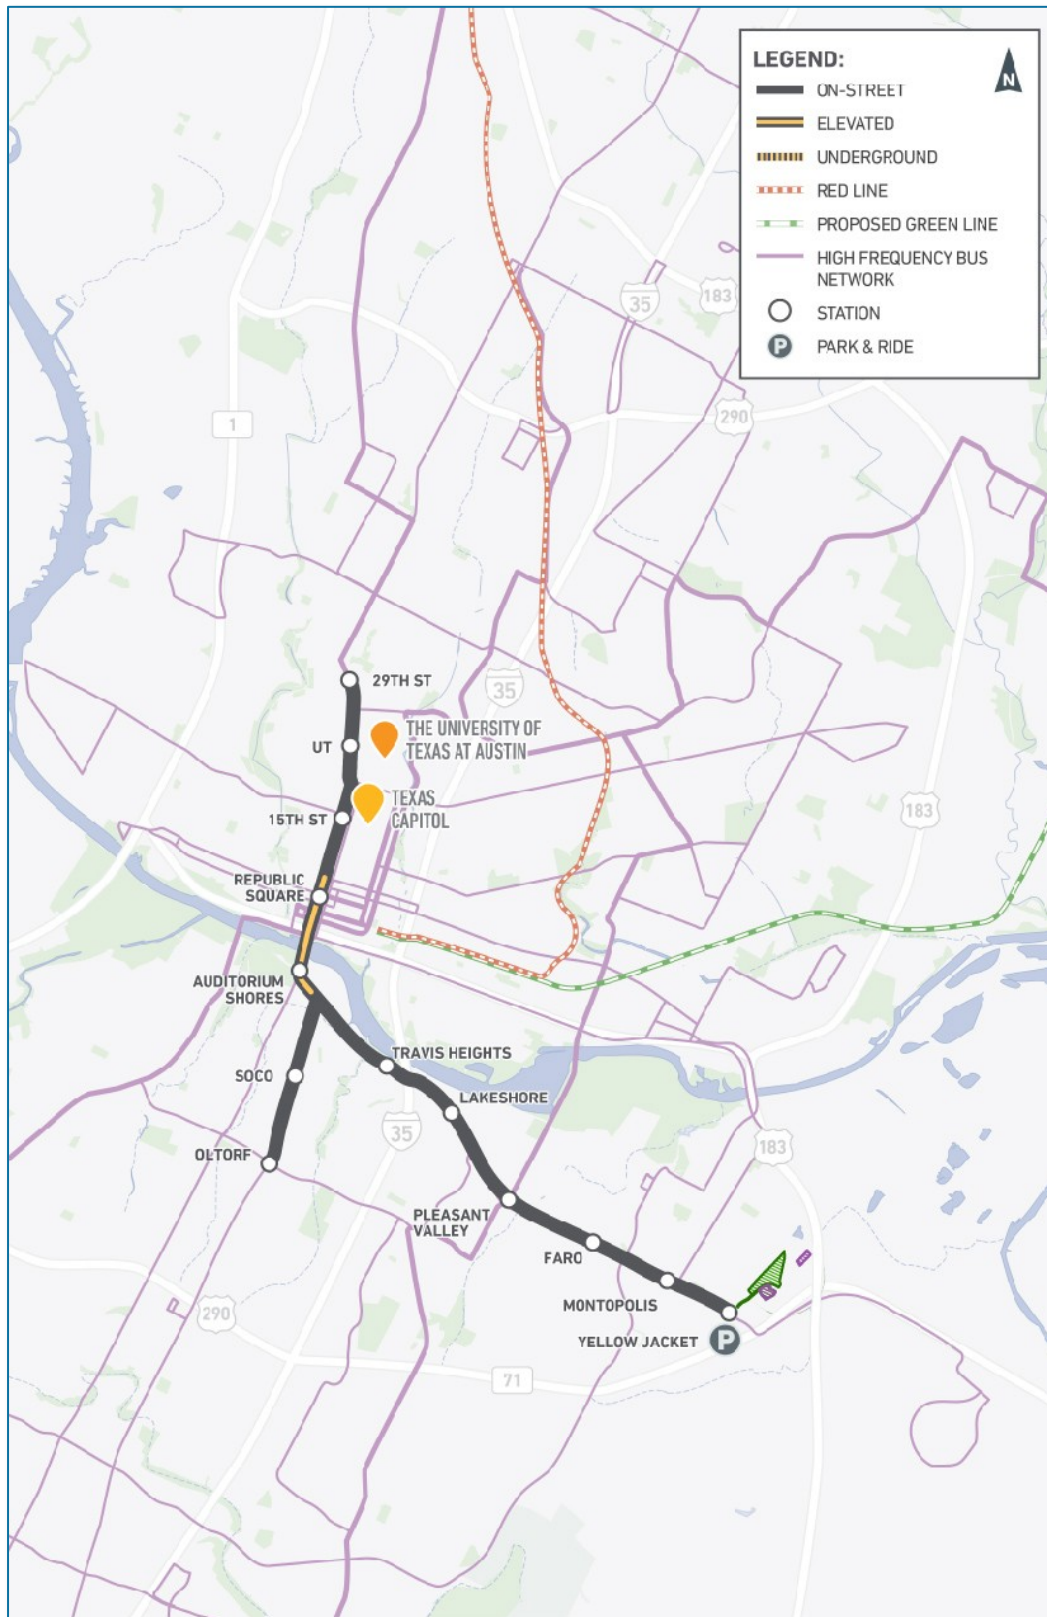 LEGEND:
N
ON-STREET
ELEVATED
UNDERGROUND
RED LINE
PROPOSED GREEN LINE
HIGH FREQUENCY BUS
NETWORK
STATION
P
PARK & RIDE
35
183
290
1
35
29TH ST
THE UNIVERSITY OF
TEXAS AT AUSTIN
UT
TEXAS
CAPITOL
15TH ST
183
REPUBLIC
SQUARE
AUDITORIUM
SHORES
TRAVIS HEIGHTS
SOCO
LAKESHORE
35
183
OLTORF
PLEASANT
VALLEY
FARO
MONTOPOLIS
290
YELLOW JACKET
P
71